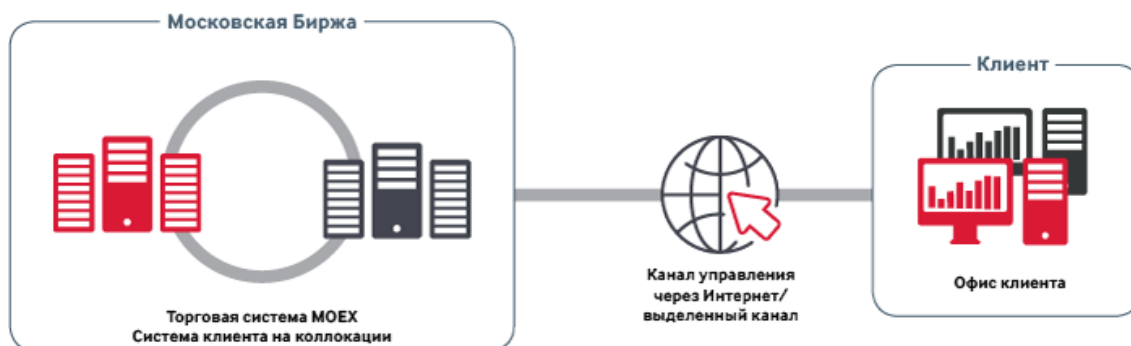 Московская Биржа
Клиент
Торговая система MOEX
Система клиента на коллокации
Канал управления
через Интернет/
выделенный канал
Офис клиента